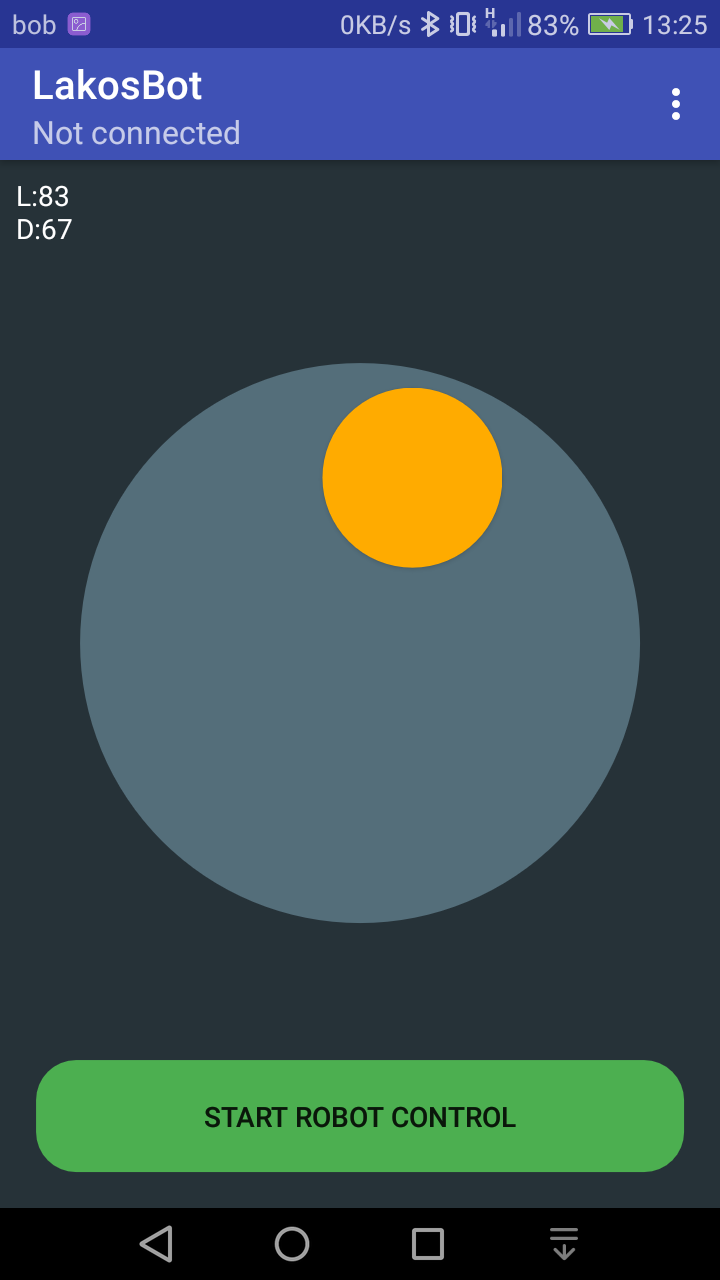 bob
0KB/s
H
83%
13:25
LakosBot
Not connected
L:83
D:67
START ROBOT CONTROL